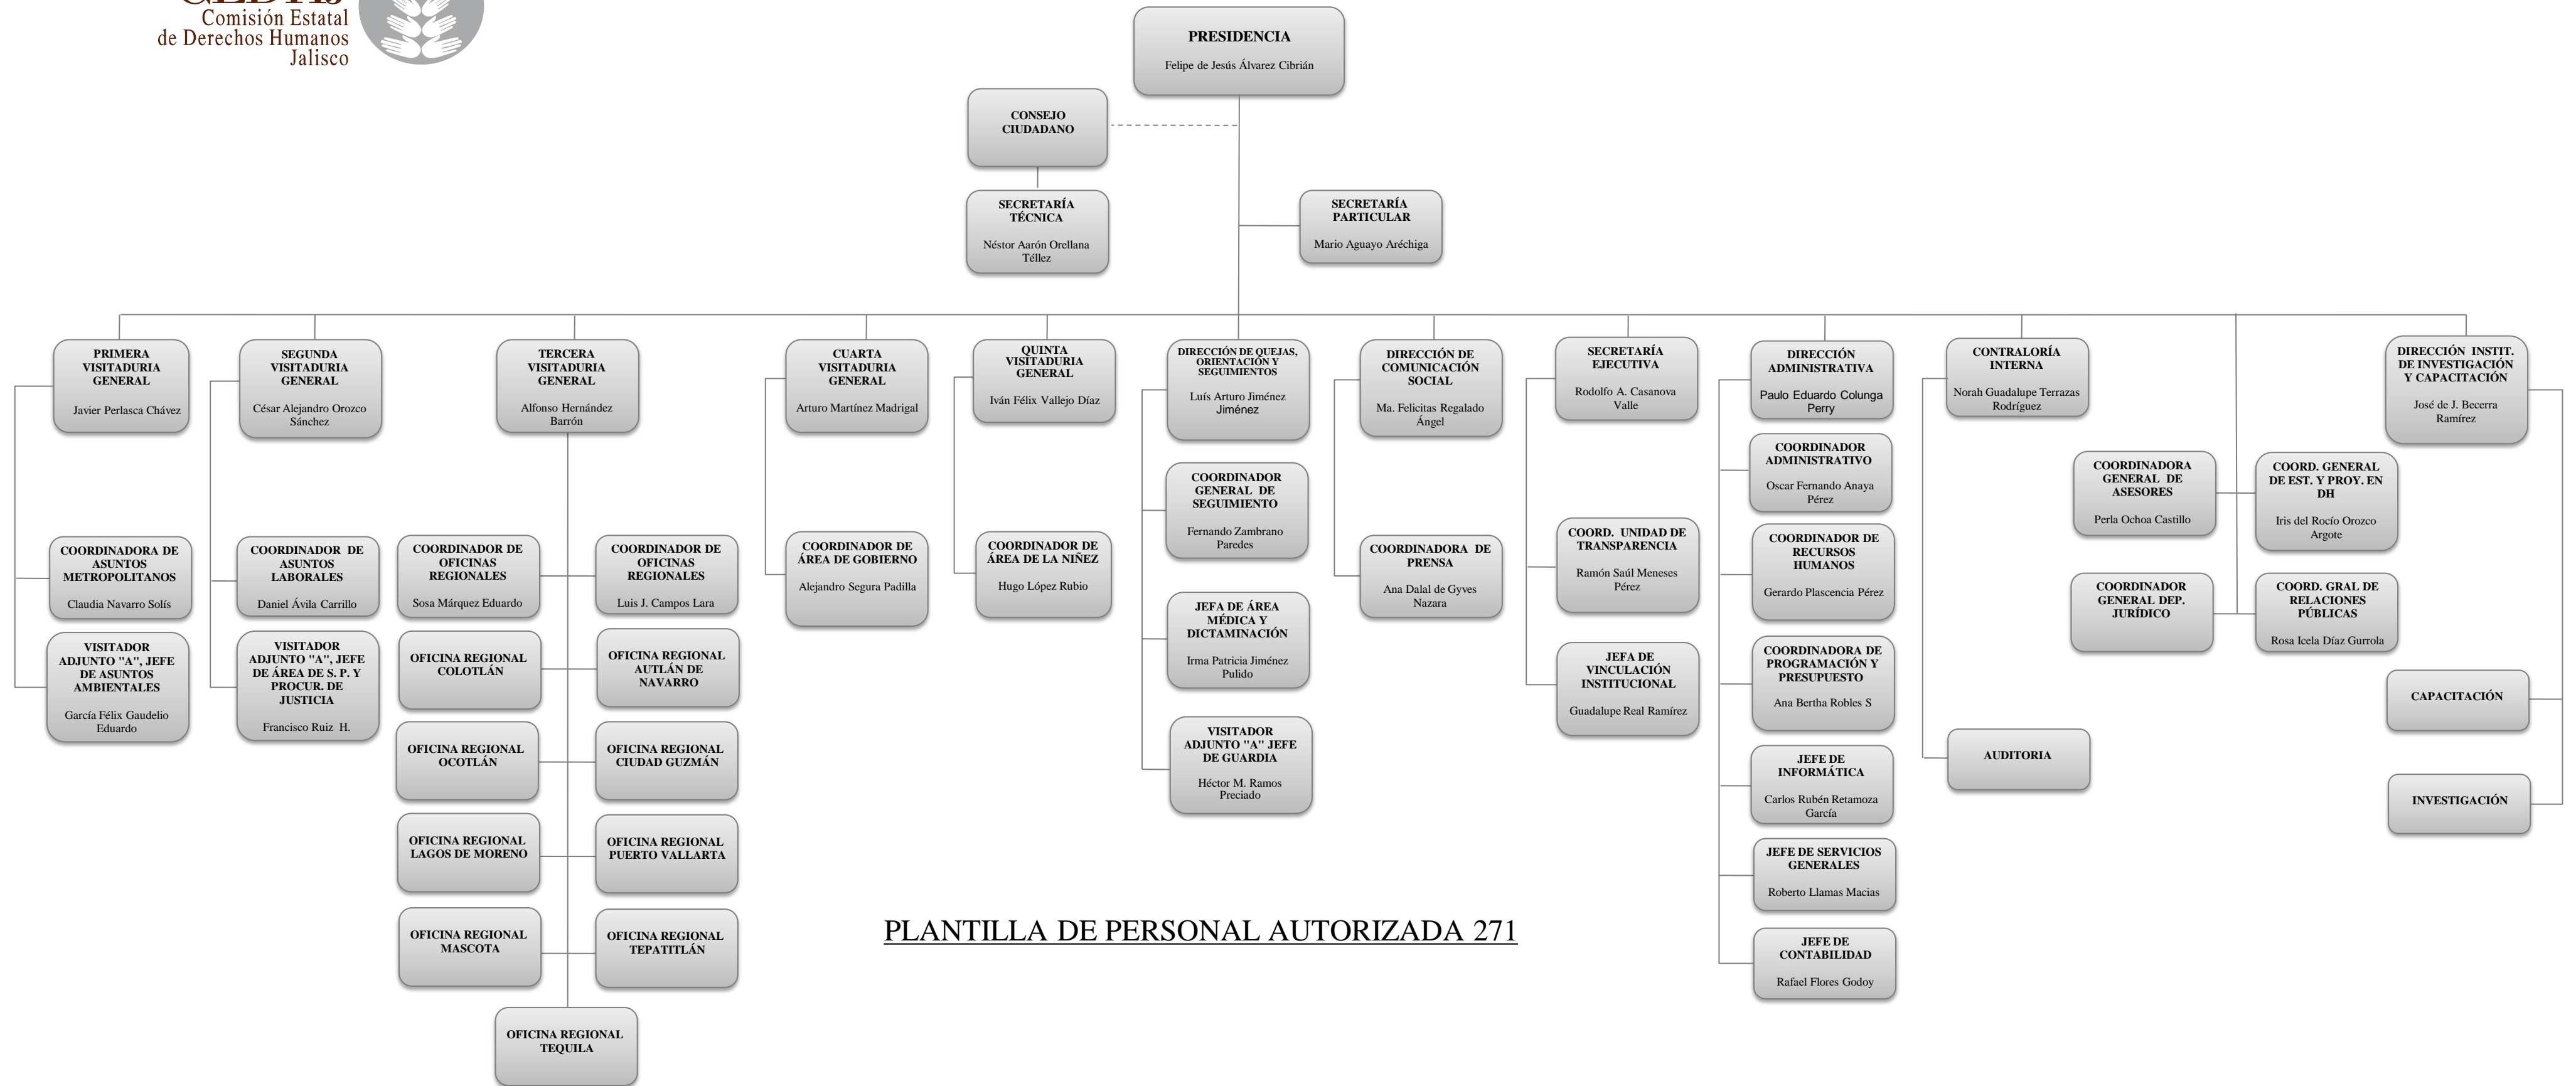 CEDHJ
Comisión Estatal
de Derechos Humanos
Jalisco
PRESIDENCIA
Felipe de Jesús Álvarez Cibrián
CONSEJO
CIUDADANO
SECRETARÍA
TÉCNICA
Néstor Aarón Orellana
Téllez
SECRETARÍA
PARTICULAR
Mario Aguayo Aréchiga
PRIMERA
VISITADURIA
GENERAL
Javier Perlasca Chávez
COORDINADORA DE
ASUNTOS
METROPOLITANOS
Claudia Navarro Solís
VISITADOR
ADJUNTO "A", JEFE
DE ASUNTOS
AMBIENTALES
García Félix Gaudelio
Eduardo
SEGUNDA
VISITADURIA
GENERAL
César Alejandro Orozco
Sánchez
COORDINADOR DE
ASUNTOS
LABORALES
Daniel Ávila Carrillo
VISITADOR
ADJUNTO "A", JEFE
DE ÁREA DE S. P. Y
PROCUR. DE
JUSTICIA
Francisco Ruiz H.
TERCERA
VISITADURIA
GENERAL
Alfonso Hernández
Barrón
COORDINADOR DE
OFICINAS
REGIONALES
Sosa Márquez Eduardo
COORDINADOR DE
OFICINAS
REGIONALES
Luis J. Campos Lara
OFICINA REGIONAL
COLOTLÁN
OFICINA REGIONAL
AUTLÁN DE
NAVARRO
OFICINA REGIONAL
OCOTLÁN
OFICINA REGIONAL
CIUDAD GUZMÁN
OFICINA REGIONAL
LAGOS DE MORENO
OFICINA REGIONAL
PUERTO VALLARTA
OFICINA REGIONAL
MASCOTA
OFICINA REGIONAL
TEPATITLÁN
OFICINA REGIONAL
TEQUILA
CUARTA
VISITADURIA
GENERAL
Arturo Martínez Madrigal
COORDINADOR DE
ÁREA DE GOBIERNO
Alejandro Segura Padilla
QUINTA
VISITADURIA
GENERAL
Iván Félix Vallejo Díaz
COORDINADOR DE
ÁREA DE LA NIÑEZ
Hugo López Rubio
DIRECCIÓN DE QUEJAS,
ORIENTACIÓN Y
SEGUIMIENTOS
Luís Arturo Jiménez
Jiménez
COORDINADOR
GENERAL DE
SEGUIMIENTO
Fernando Zambrano
Paredes
JEFA DE ÁREA
MÉDICA Y
DICTAMINACIÓN
Irma Patricia Jiménez
Pulido
VISITADOR
ADJUNTO "A" JEFE
DE GUARDIA
Héctor M. Ramos
Preciado
DIRECCIÓN DE
COMUNICACIÓN
SOCIAL
Ma. Felicitas Regalado
Ángel
COORDINADORA DE
PRENSA
Ana Dalal de Gyves
Nazara
SECRETARÍA
EJECUTIVA
Rodolfo A. Casanova
Valle
COORD. UNIDAD DE
TRANSPARENCIA
Ramón Saúl Meneses
Pérez
JEFA DE
VINCULACIÓN
INSTITUCIONAL
Guadalupe Real Ramírez
DIRECCIÓN
ADMINISTRATIVA
Paulo Eduardo Colunga
Perry
COORDINADOR
ADMINISTRATIVO
Oscar Fernando Anaya
Pérez
COORDINADOR DE
RECURSOS
HUMANOS
Gerardo Plascencia Pérez
COORDINADORA DE
PROGRAMACIÓN Y
PRESUPUESTO
Ana Bertha Robles S
JEFE DE
INFORMÁTICA
Carlos Rubén Retamoza
García
JEFE DE SERVICIOS
GENERALES
Roberto Llamas Macias
JEFE DE
CONTABILIDAD
Rafael Flores Godoy
CONTRALORÍA
INTERNA
Norah Guadalupe Terrazas
Rodríguez
AUDITORIA
COORDINADORA
GENERAL DE
ASESORES
Perla Ochoa Castillo
COORD. GENERAL
DE EST. Y PROY. EN
DH
Iris del Rocío Orozco
Argote
COORDINADOR
GENERAL DEP.
JURÍDICO
COORD. GRAL DE
RELACIONES
PÚBLICAS
Rosa Icela Díaz Gurrola
DIRECCIÓN INSTIT.
DE INVESTIGACIÓN
Y CAPACITACIÓN
José de J. Becerra
Ramírez
CAPACITACIÓN
INVESTIGACIÓN
PLANTILLA DE PERSONAL AUTORIZADA 271